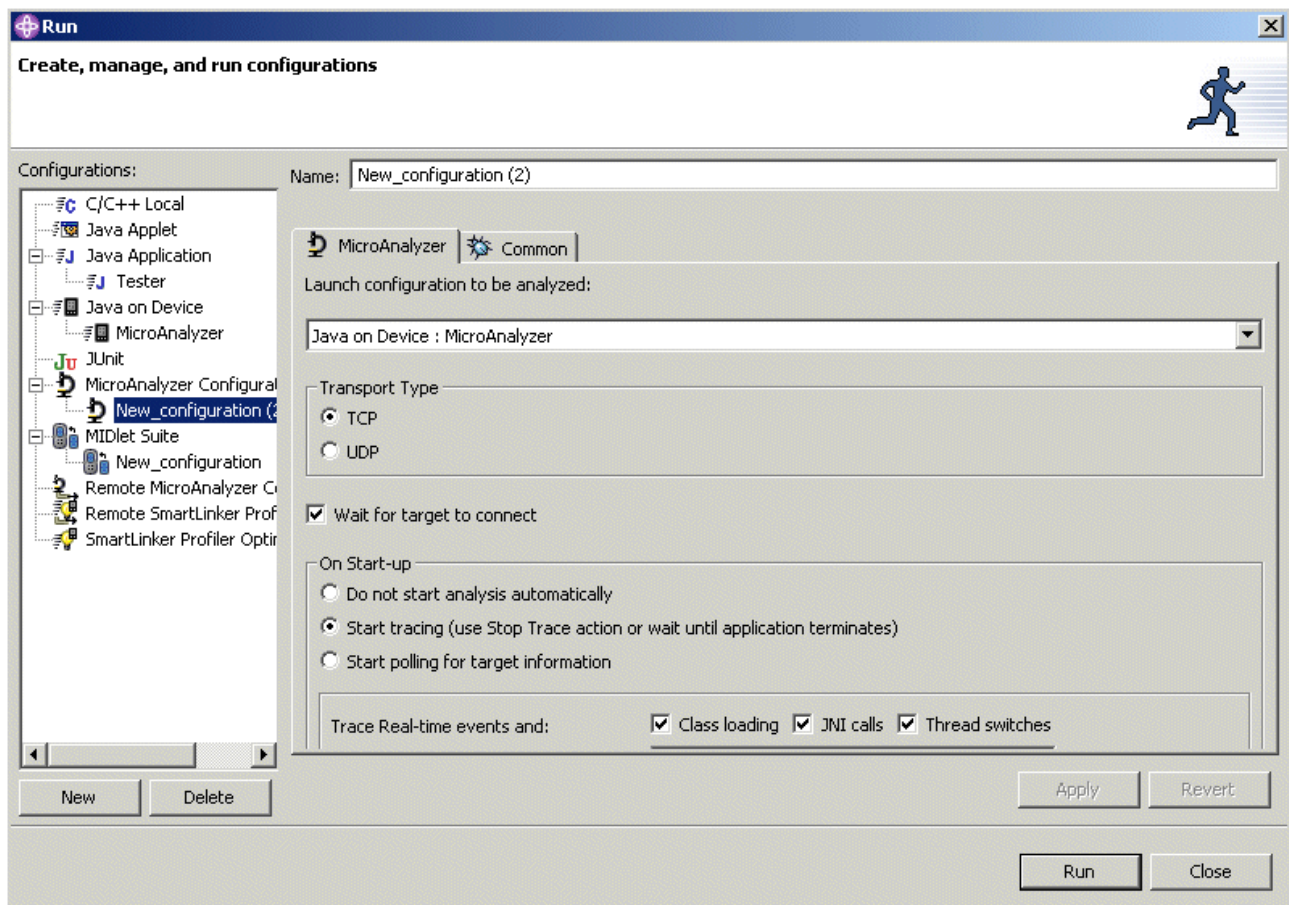 Run
Create, manage, and run configurations
Configurations:
C/C++ Local
Java Applet
Java Application
Tester
Java on Device
MicroAnalyzer
JUnit
MicroAnalyzer Configurat
New_configuration (2
MIDlet Suite
New_configuration
Remote MicroAnalyzer Co
Remote SmartLinker Prof
SmartLinker Profiler Optim
New Delete
Name: New_configuration (2)
MicroAnalyzer Common
Launch configuration to be analyzed:
Java on Device : MicroAnalyzer
Transport Type
TCP
UDP
Wait for target to connect
On Start-up
Do not start analysis automatically
Start tracing (use Stop Trace action or wait until application terminates)
Start polling for target information
Trace Real-time events and: Class loading JNI calls Thread switches
Apply Revert
Run Close